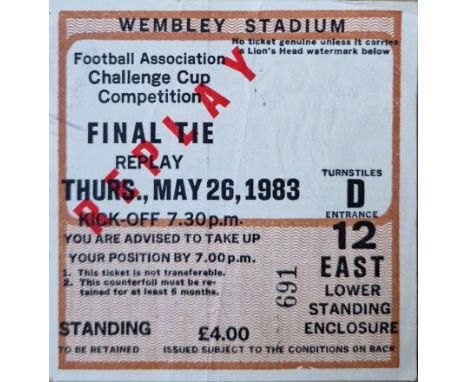 WEMBLEY STADIUM
No ticket genuine unless it carries
a Lion's Head watermark below
Football Association
Challenge Cup
Competition
REPLAY
FINAL TIE
REPLAY
THURS., MAY 26, 1983
KICK-OFF 7.30 p.m.
YOU ARE ADVISED TO TAKE UP
YOUR POSITION BY 7.00 p.m.
1. This ticket is not transferable.
2. This counterfoil must be re-
tained for at least 6 months.
TURNSTILES
D
ENTRANCE
12
EAST
LOWER
STANDING
ENCLOSURE
691
STANDING
£4.00
TO BE RETAINED
ISSUED SUBJECT TO THE CONDITIONS ON BACK